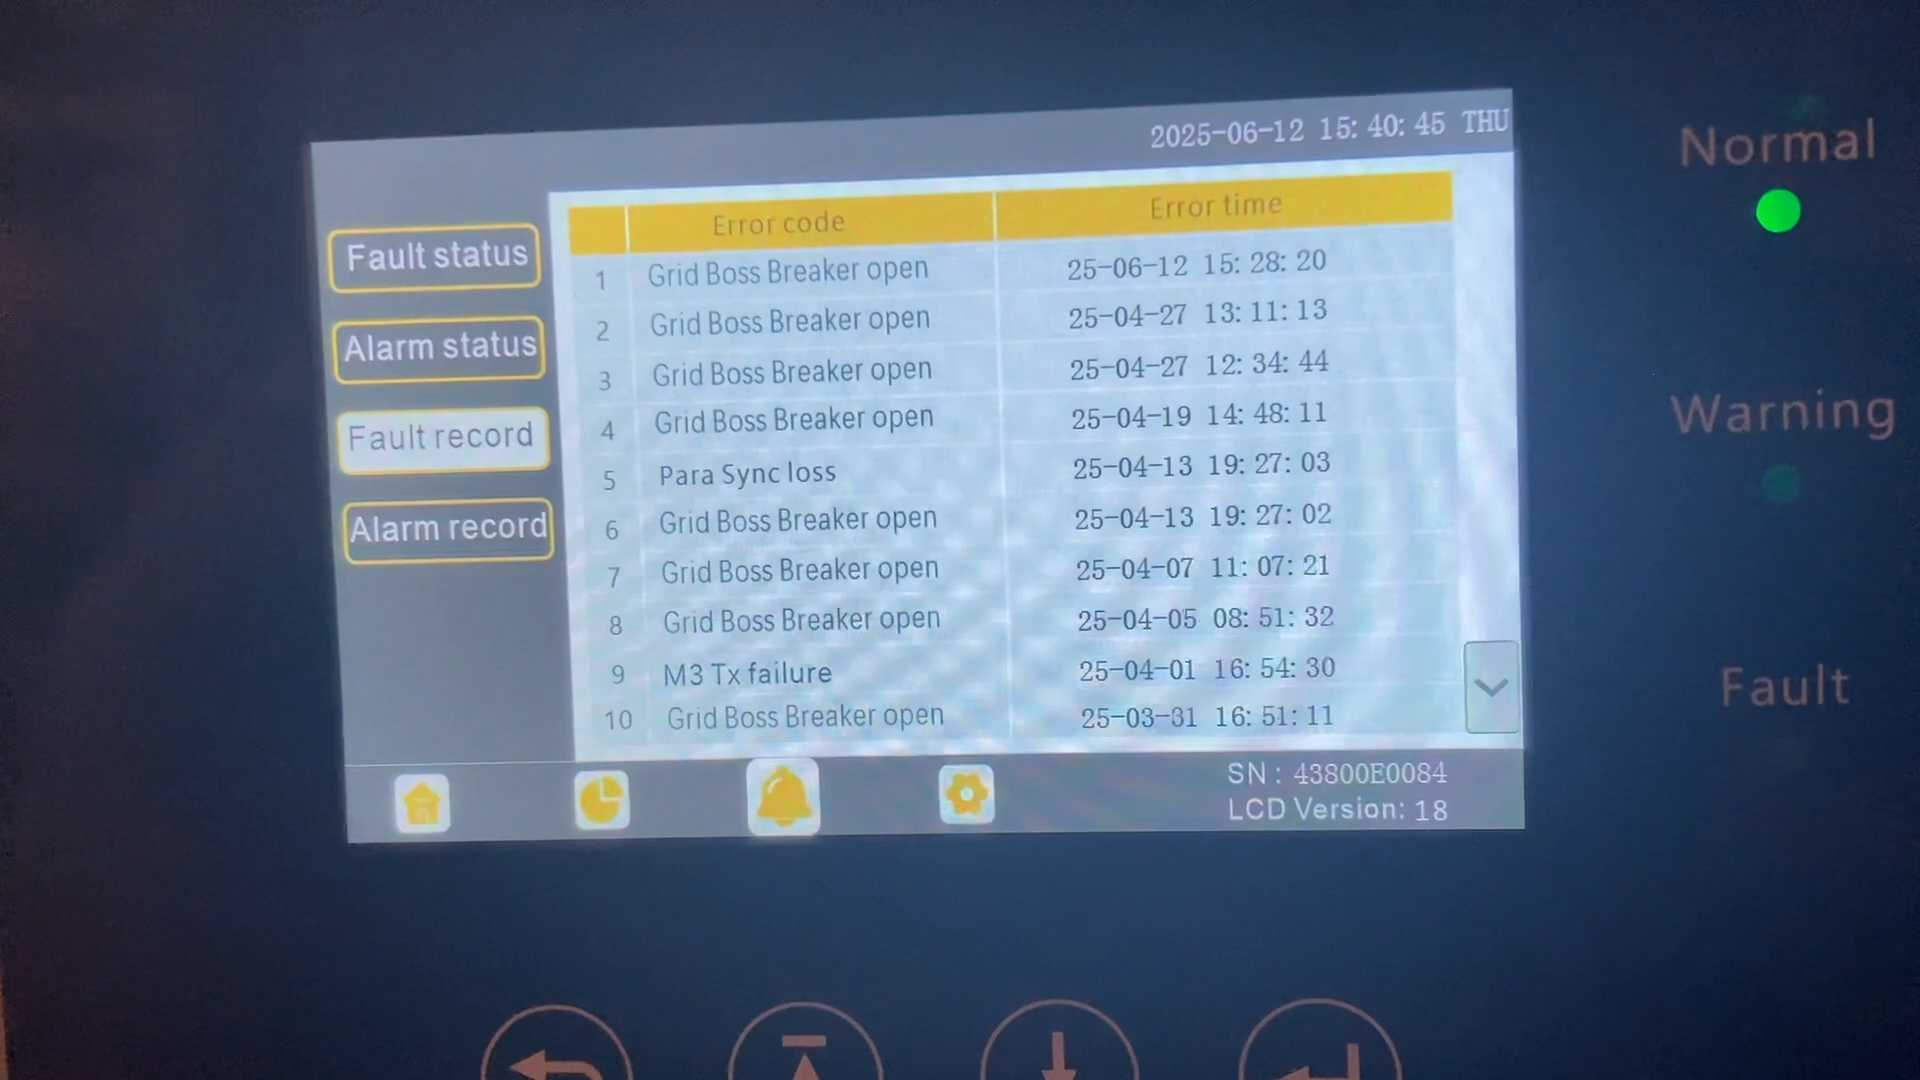 2025-06-12 15:40:45 THU
Fault status
Alarm status
Fault record
Alarm record
Error code Error time
1 Grid Boss Breaker open 25-06-12 15:28:20
2 Grid Boss Breaker open 25-04-27 13:11:13
3 Grid Boss Breaker open 25-04-27 12:34:44
4 Grid Boss Breaker open 25-04-19 14:48:11
5 Para Sync loss 25-04-13 19:27:03
6 Grid Boss Breaker open 25-04-13 19:27:02
7 Grid Boss Breaker open 25-04-07 11:07:21
8 Grid Boss Breaker open 25-04-05 08:51:32
9 M3 Tx failure 25-04-01 16:54:30
10 Grid Boss Breaker open 25-03-31 16:51:11
SN: 43800E0084
LCD Version: 18
Normal
Warning
Fault